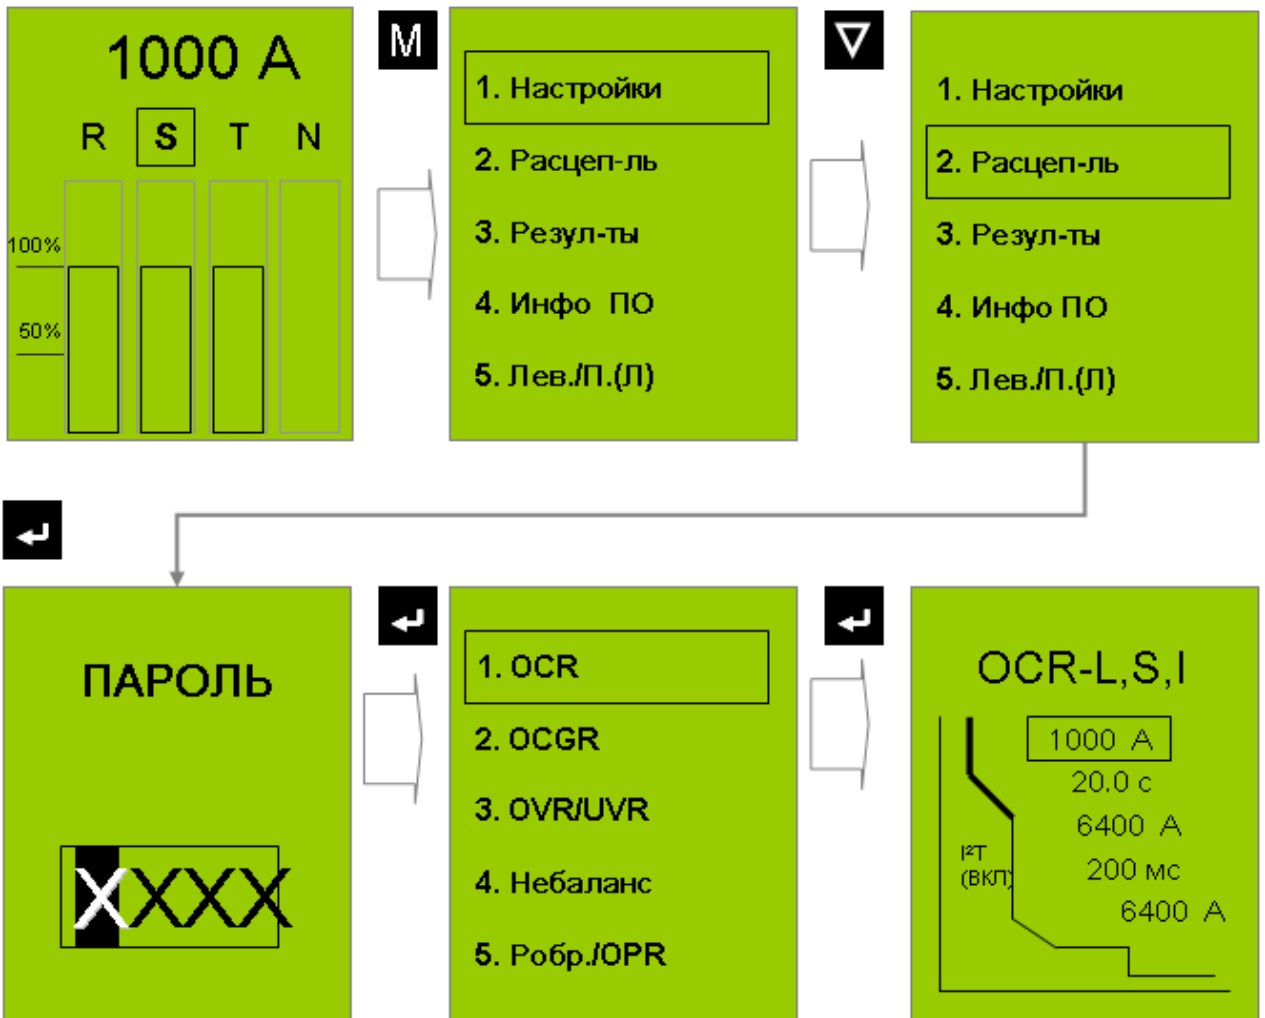 1000 A
R S T N
100%
50%
M
1. Настройки
2. Расцеп-ль
3. Резул-ты
4. Инфо ПО
5. Лев./П.(Л)
1. Настройки
2. Расцеп-ль
3. Резул-ты
4. Инфо ПО
5. Лев./П.(Л)
ПАРОЛЬ
XXXX
1. OCR
2. OCGR
3. OVR/UVR
4. Небаланс
5. Pобр./OPR
OCR-L,S,I
1000 A
20.0 с
6400 A
I²T
(ВКЛ)
200 мс
6400 A